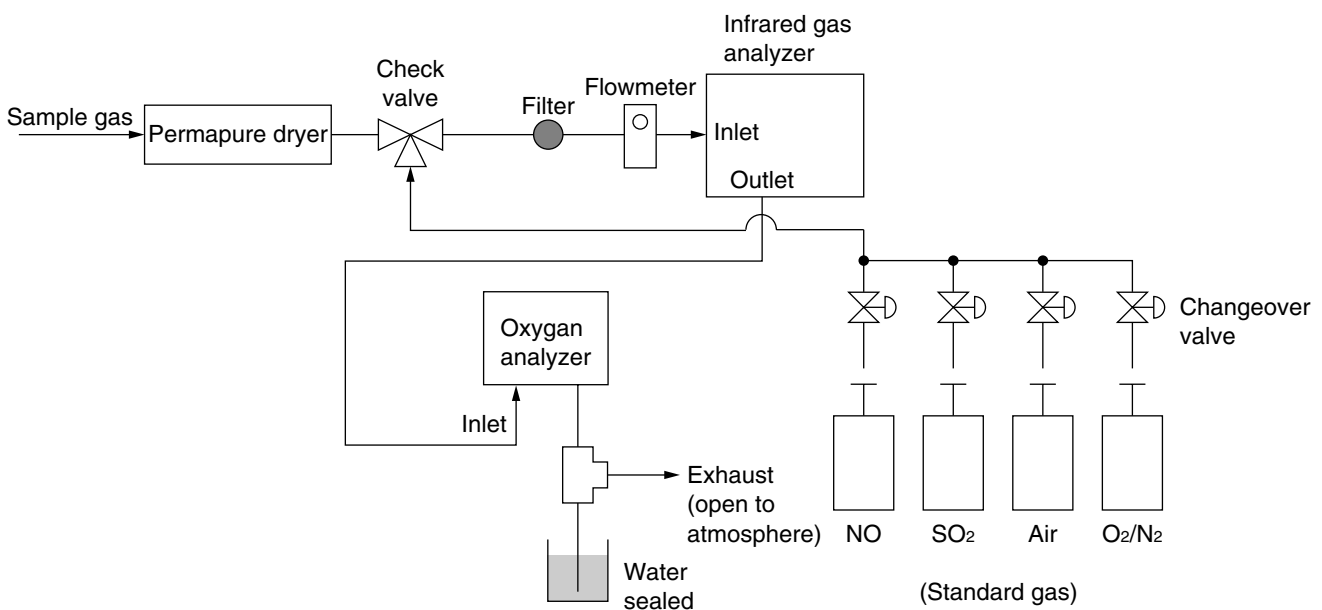 Infrared gas
analyzer
Check
valve
Flowmeter
Filter
Sample gas
Permapure dryer
Inlet
Outlet
Changeover
valve
Oxygan
analyzer
Inlet
Exhaust
(open to
atmosphere)
NO
SO2
Air
O2/N2
Water
sealed
(Standard gas)